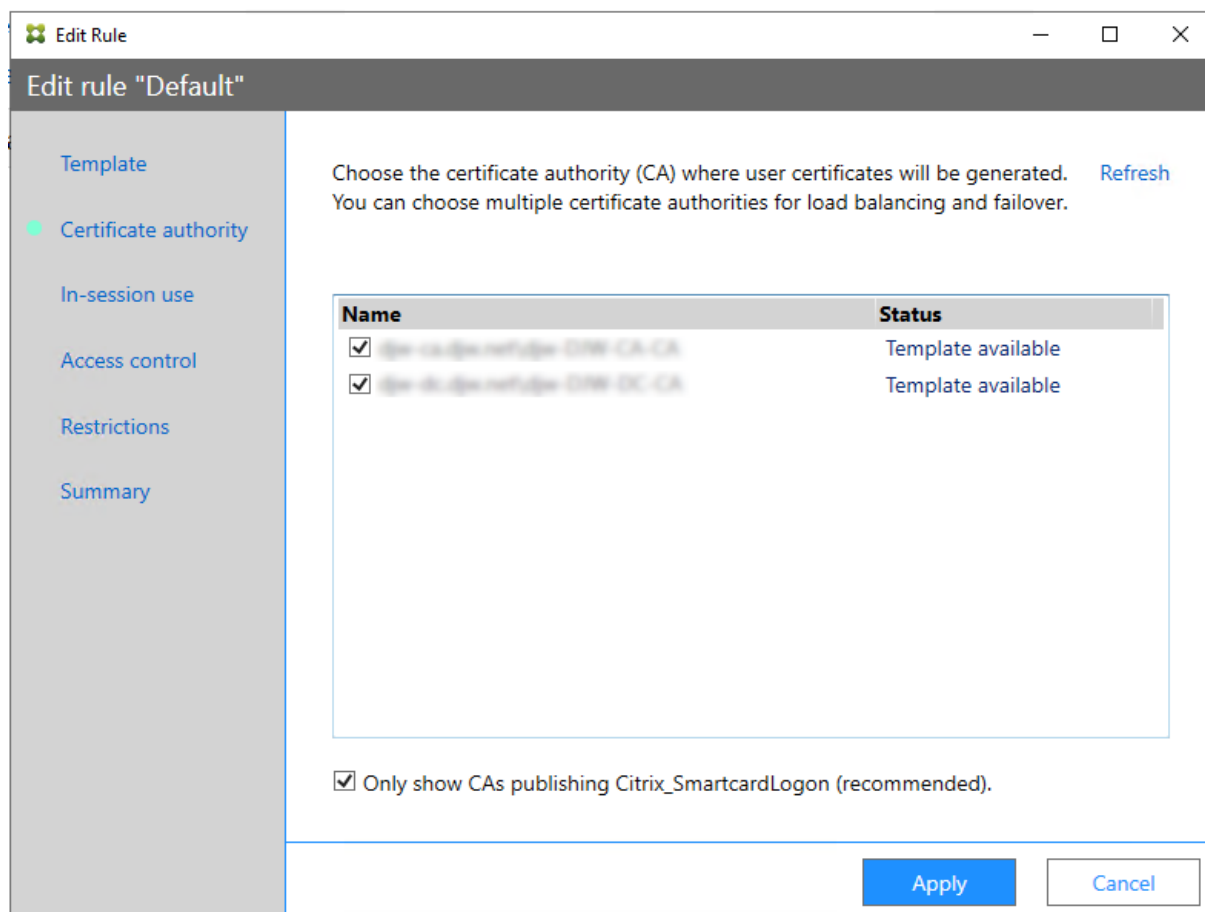 Edit Rule
Edit rule "Default"
Template
Certificate authority
In-session use
Access control
Restrictions
Summary
Choose the certificate authority (CA) where user certificates will be generated.
You can choose multiple certificate authorities for load balancing and failover.
Refresh
Name Status
Template available
Template available
Only show CAs publishing Citrix_SmartcardLogon (recommended).
Apply Cancel